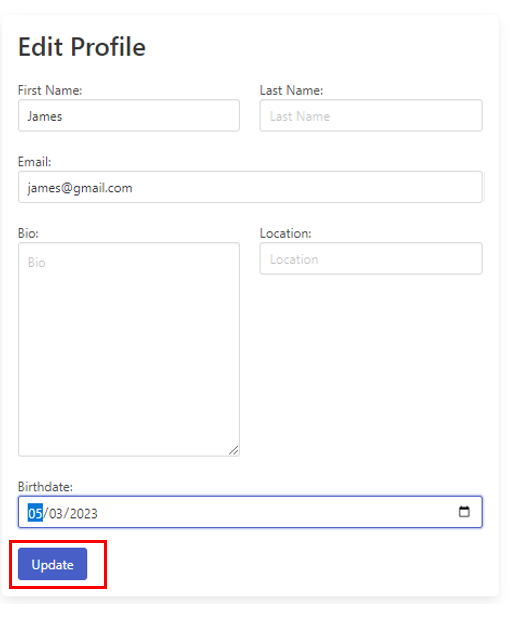 Edit Profile
First Name: Last Name:
James Last Name
Email:
james@gmail.com
Bio: Location:
Bio Location
Birthdate:
05/03/2023
Update